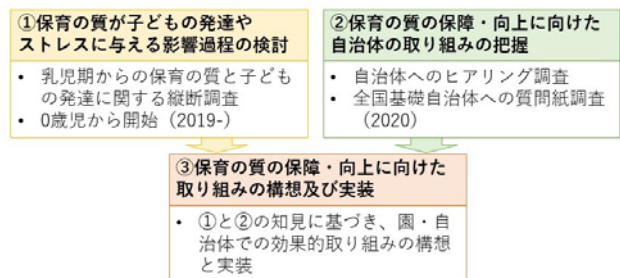 ①保育の質が子どもの発達や
ストレスに与える影響過程の検討
• 乳児期からの保育の質と子ども
の発達に関する縦断調査
• 0歳児から開始（2019-）
②保育の質の保障・向上に向けた
自治体の取り組みの把握
• 自治体へのヒアリング調査
• 全国基礎自治体への質問紙調査
（2020）
③保育の質の保障・向上に向けた
取り組みの構想及び実装
• ①と②の知見に基づき、園・自
治体での効果的取り組みの構想
と実装